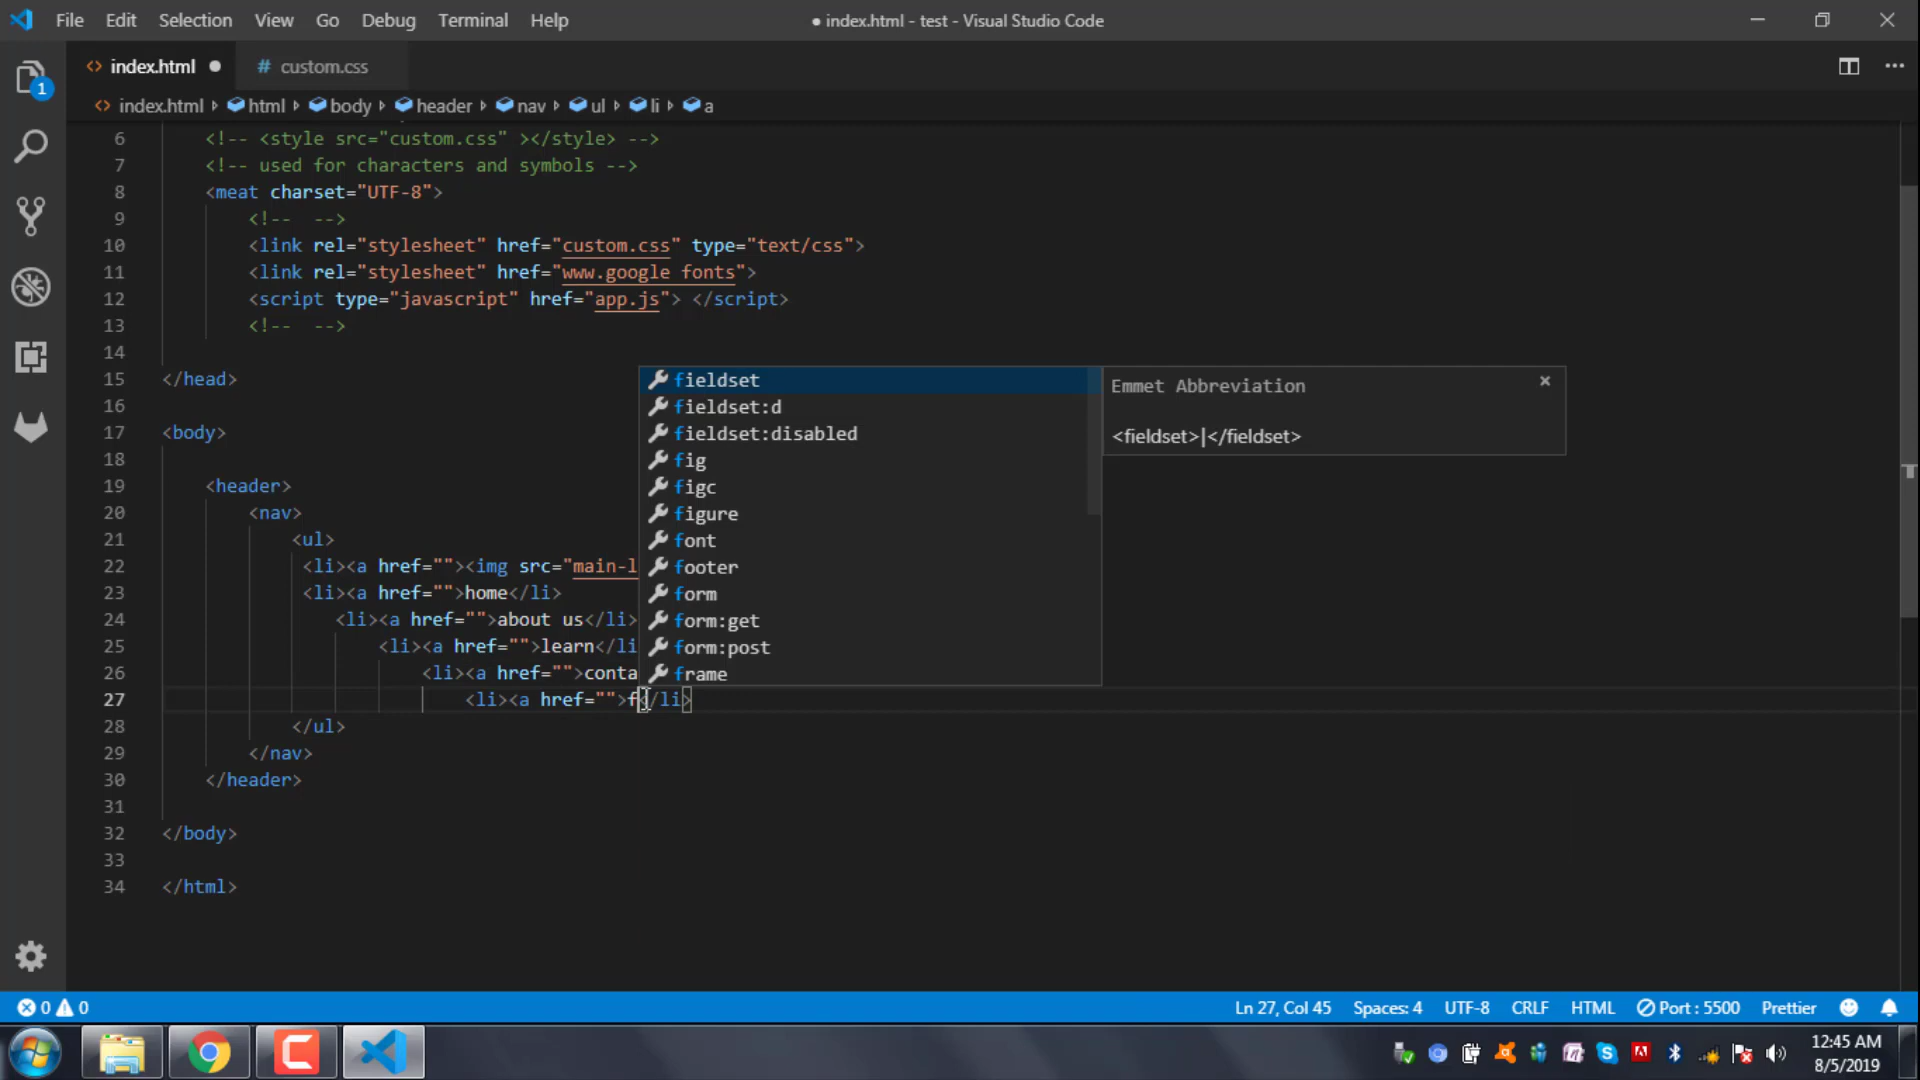 File Edit Selection View Go Debug Terminal Help
● index.html - test - Visual Studio Code
1
<> index.html ●
# custom.css
<> index.html › html › body › header › nav › ul › li › a
6 <!-- <style src="custom.css" ></style> -->
7 <!-- used for characters and symbols -->
8 <meat charset="UTF-8">
9 <!-- -->
10 <link rel="stylesheet" href="custom.css" type="text/css">
11 <link rel="stylesheet" href="www.google fonts">
12 <script type="javascript" href="app.js"> </script>
13 <!-- -->
14
15 </head>
16
17 <body>
18
19 <header>
20 <nav>
21 <ul>
22 <li><a href=""><img src="main-l
23 <li><a href="">home</li>
24 <li><a href="">about us</li>
25 <li><a href="">learn</li
26 <li><a href="">conta
27 <li><a href="">f</li>
28 </ul>
29 </nav>
30 </header>
31
32 </body>
33
34 </html>
fieldset
fieldset:d
fieldset:disabled
fig
figc
figure
font
footer
form
form:get
form:post
frame
Emmet Abbreviation
<fieldset>|</fieldset>
0 0
Ln 27, Col 45 Spaces: 4 UTF-8 CRLF HTML Port : 5500 Prettier
12:45 AM
8/5/2019